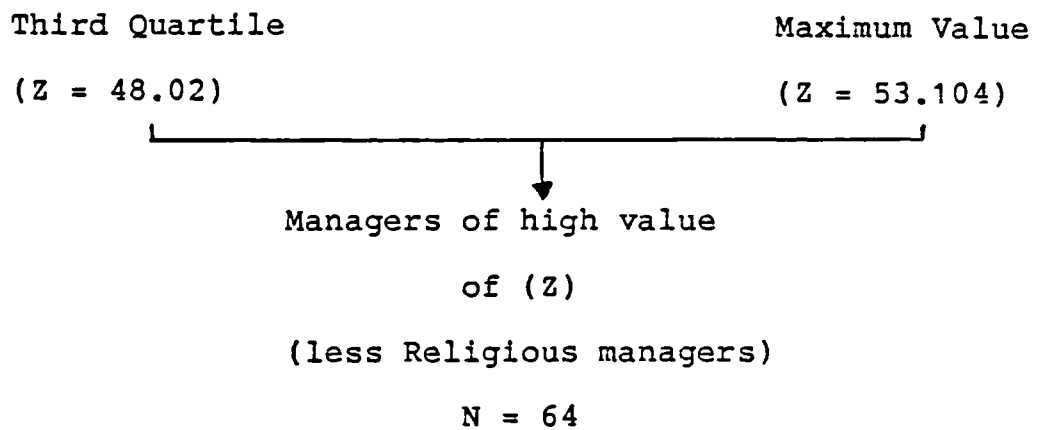 Third Quartile
Maximum Value
(Z = 48.02)
(Z = 53.104)
Managers of high value
of (Z)
(less Religious managers)
N = 64